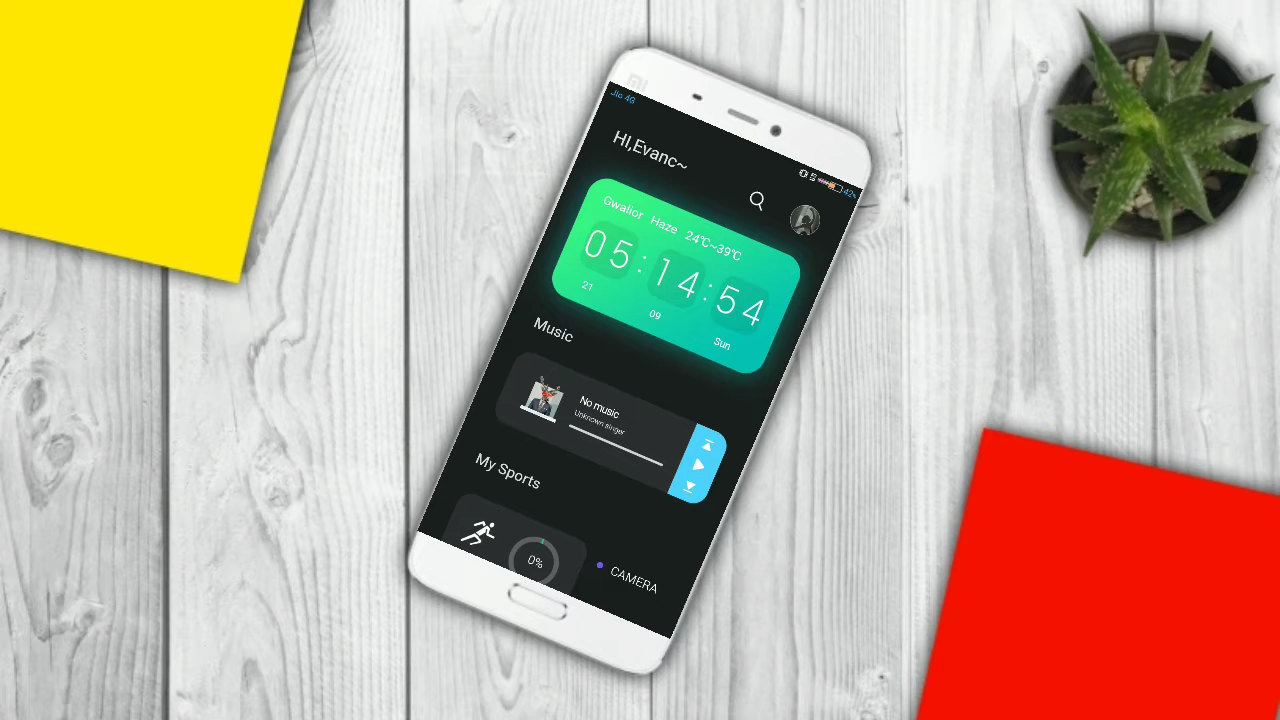 MI
Jio 4G
42%
HI,Evanc~
Gwalior Haze 24℃~39℃
05:14:54
21 09 Sun
Music
No music
Unknown singer
My Sports
0%
CAMERA